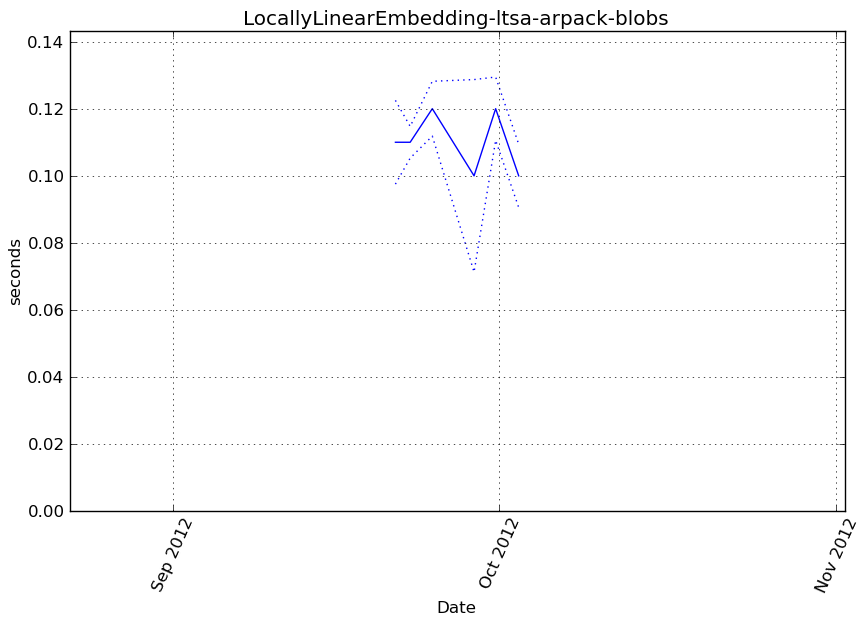 LocallyLinearEmbedding-ltsa-arpack-blobs
0.14
0.12
0.10
0.08
0.06
0.04
0.02
0.00
seconds
Sep 2012
Oct 2012
Nov 2012
Date